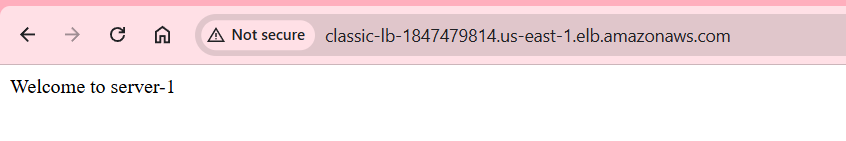 Not secure classic-lb-1847479814.us-east-1.elb.amazonaws.com
Welcome to server-1